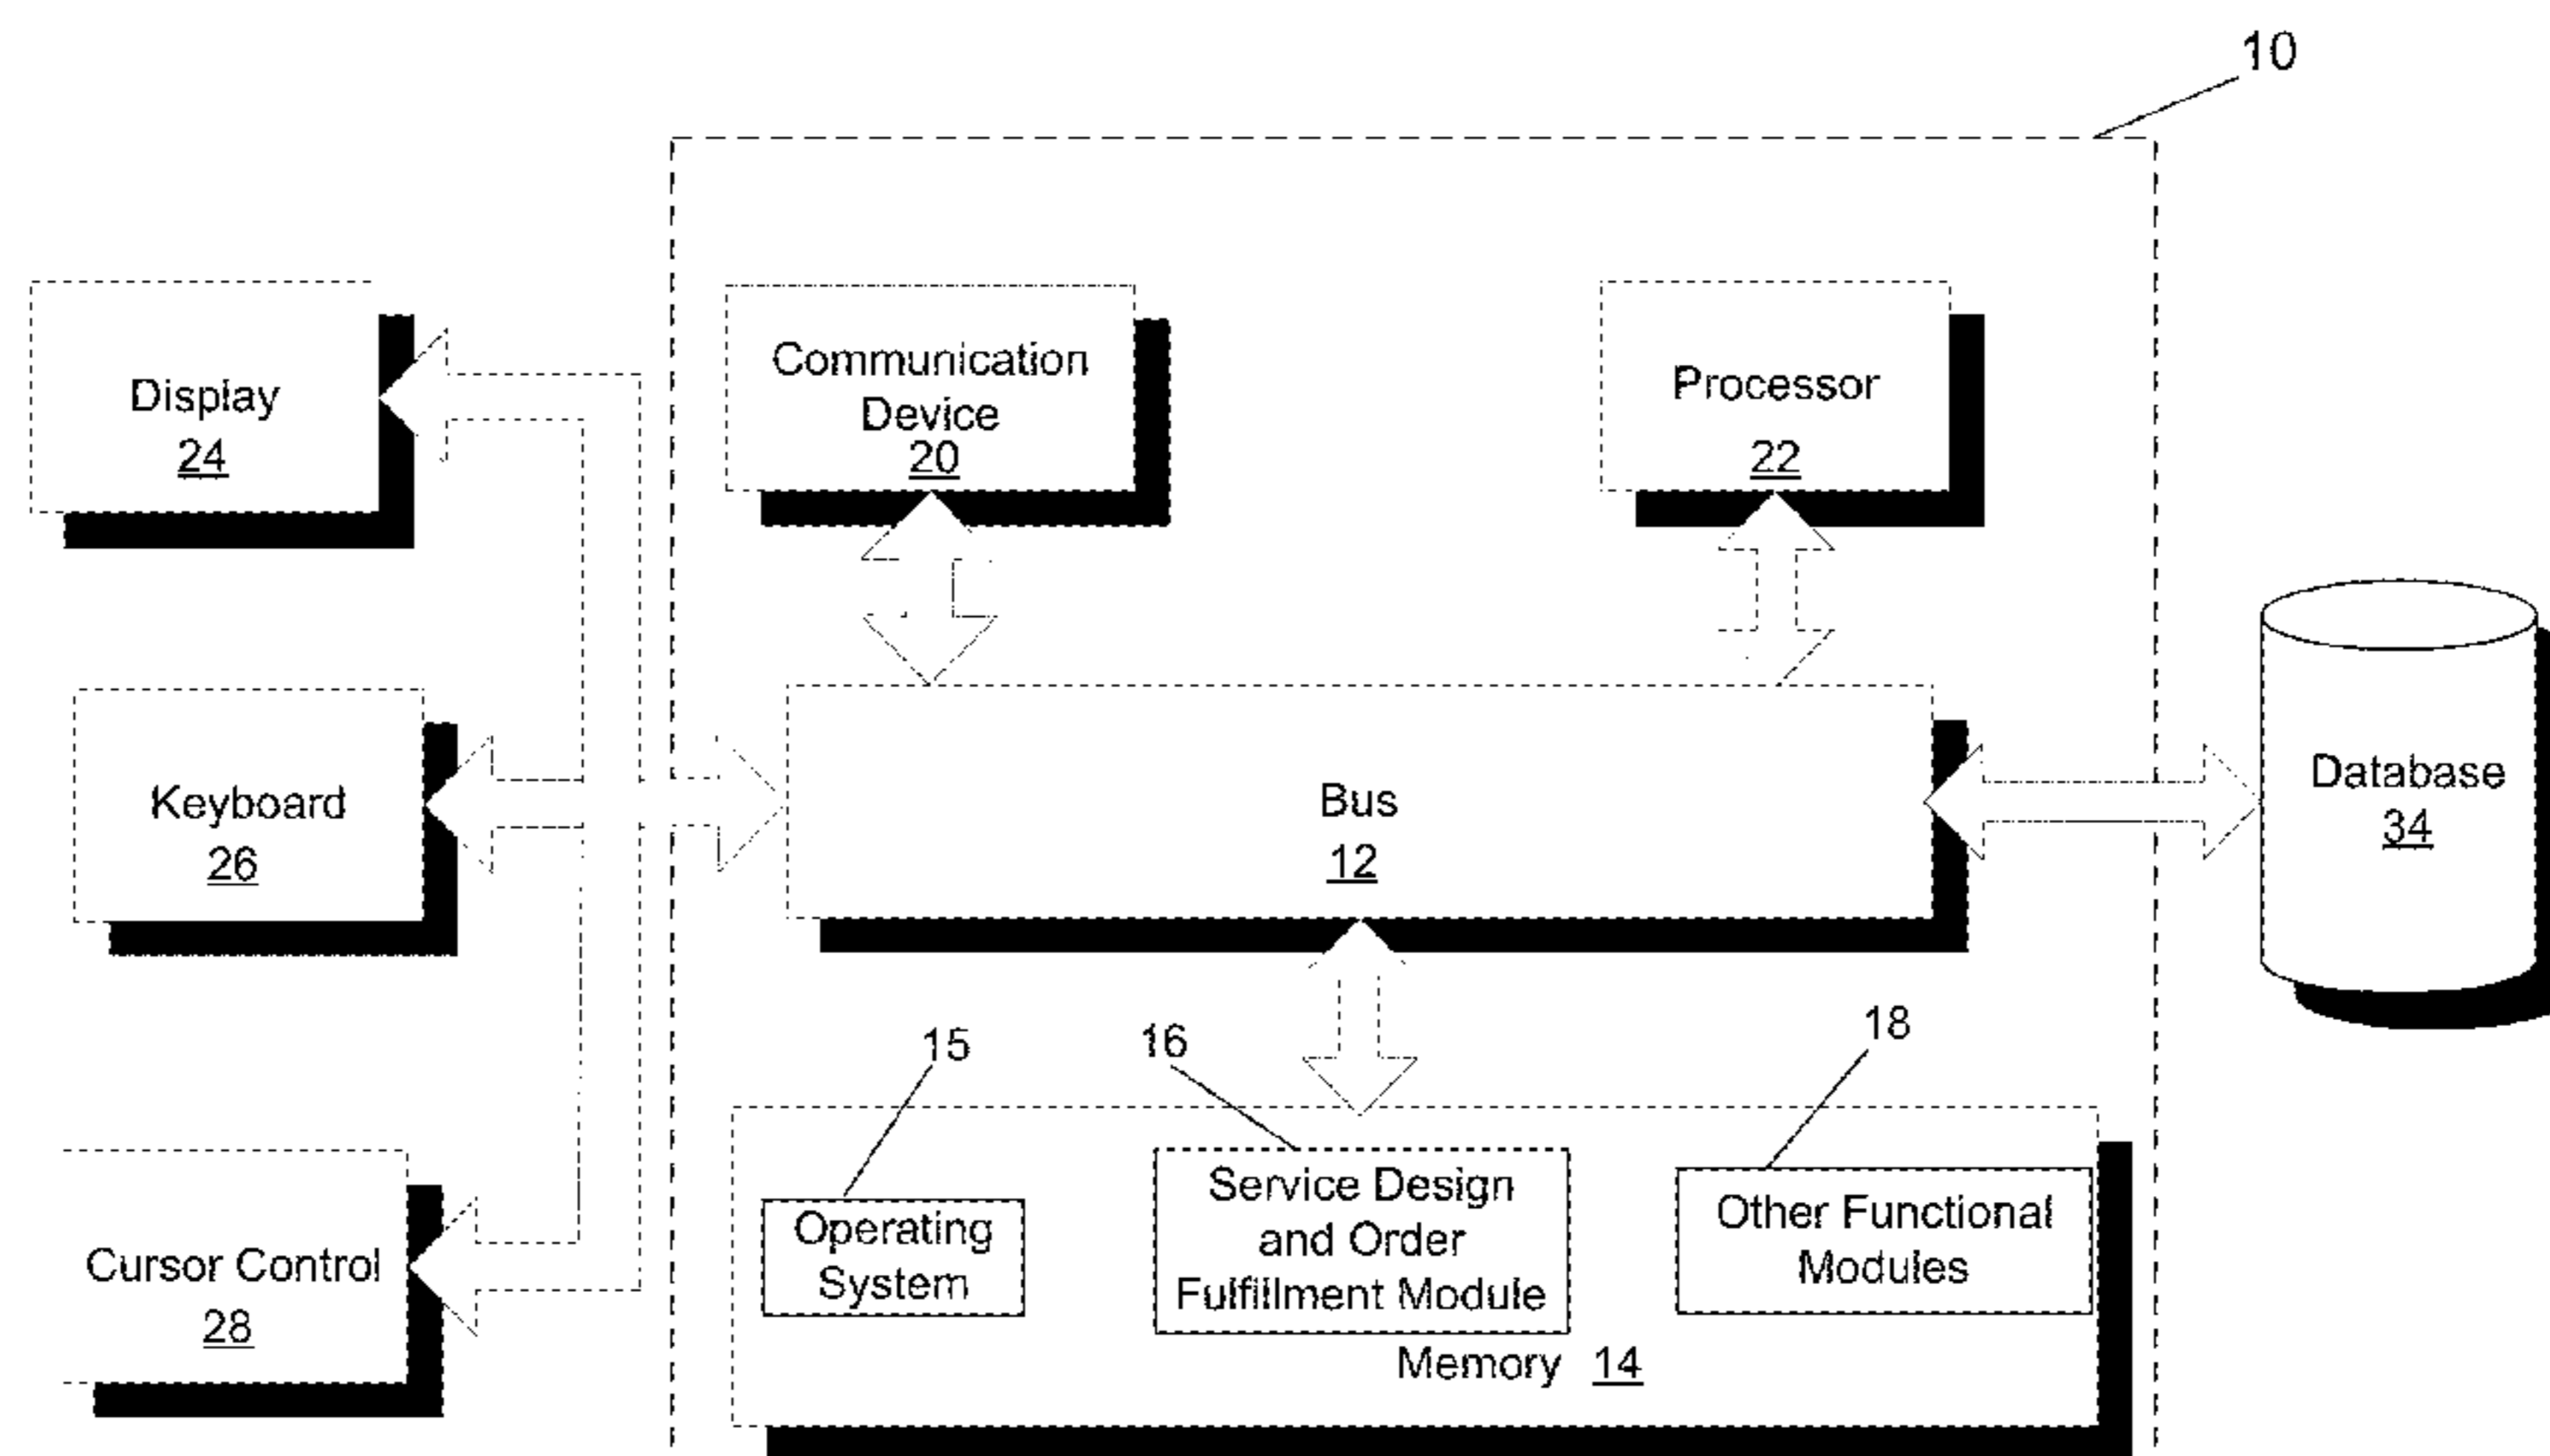 10
Display
24
Communication
Device
20
Processor
22
Keyboard
26
Bus
12
Database
34
15
16
18
Cursor Control
28
Operating
System
Service Design
and Order
Fulfillment Module
Other Functional
Modules
Memory 14